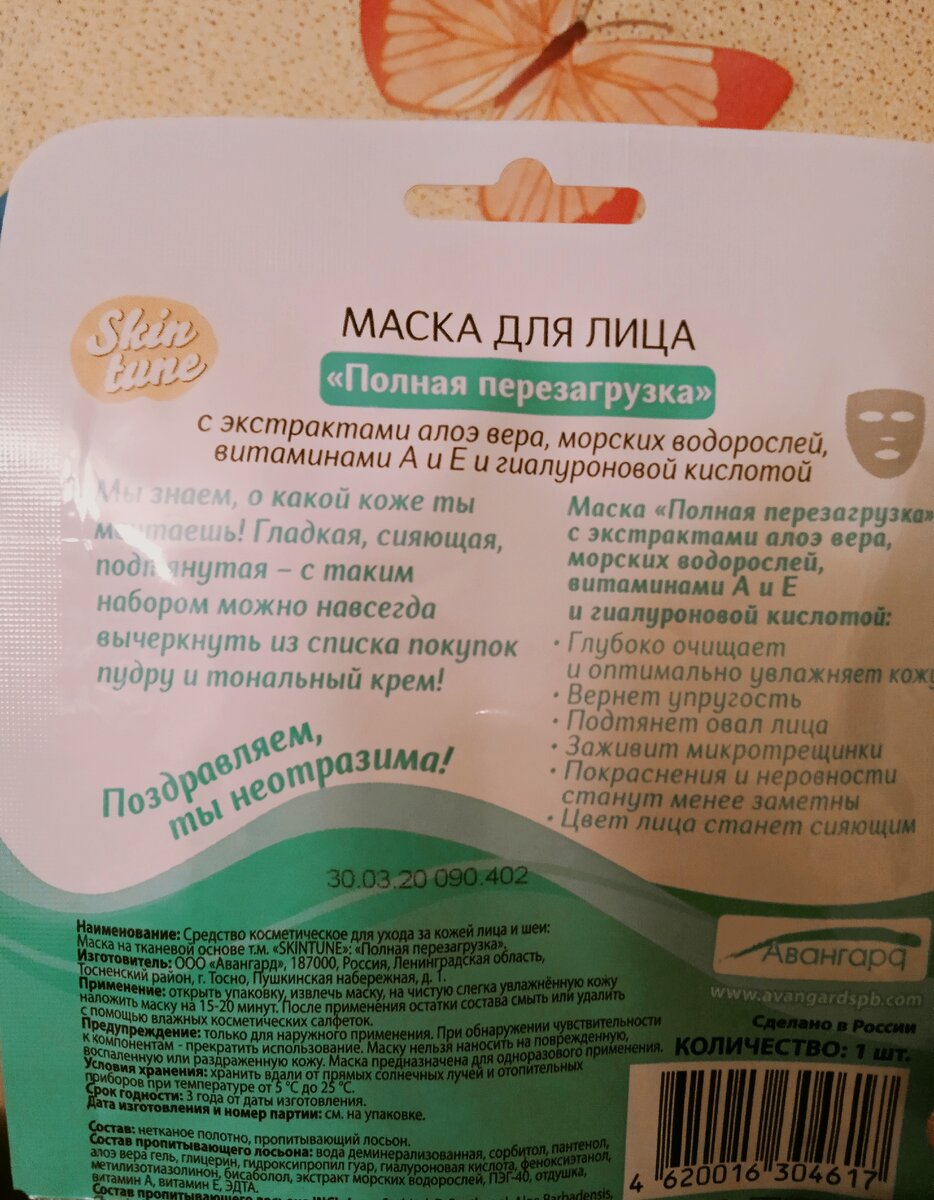 Skin
tune
МАСКА ДЛЯ ЛИЦА
«Полная перезагрузка»
с экстрактами алоэ вера, морских водорослей,
витаминами А и Е и гиалуроновой кислотой
Мы знаем, о какой коже ты
мечтаешь! Гладкая, сияющая,
подтянутая – с таким
набором можно навсегда
вычеркнуть из списка покупок
пудру и тональный крем!
Поздравляем,
ты неотразима!
Маска «Полная перезагрузка»
с экстрактами алоэ вера,
морских водорослей,
витаминами А и Е
и гиалуроновой кислотой:
• Глубоко очищает
и оптимально увлажняет кожу
• Вернет упругость
• Подтянет овал лица
• Заживит микротрещинки
• Покраснения и неровности
станут менее заметны
• Цвет лица станет сияющим
30.03.20 090.402
Наименование: Средство косметическое для ухода за кожей лица и шеи:
Маска на тканевой основе т.м. «SKINTUNE»: «Полная перезагрузка».
Изготовитель: ООО «Авангард», 187000, Россия, Ленинградская область,
Тосненский район, г. Тосно, Пушкинская набережная, д. 1.
Применение: открыть упаковку, извлечь маску, на чистую слегка увлажнённую кожу
наложить маску на 15-20 минут. После применения остатки состава смыть или удалить
с помощью влажных косметических салфеток.
Предупреждение: только для наружного применения. При обнаружении чувствительности
к компонентам - прекратить использование. Маску нельзя наносить на поврежденную,
воспаленную или раздраженную кожу. Маска предназначена для одноразового применения.
Условия хранения: хранить вдали от прямых солнечных лучей и отопительных
приборов при температуре от 5 °С до 25 °С.
Срок годности: 3 года от даты изготовления.
Дата изготовления и номер партии: см. на упаковке.
Состав: нетканое полотно, пропитывающий лосьон.
Состав пропитывающего лосьона: вода деминерализованная, сорбитол, пантенол,
алоэ вера гель, глицерин, гидроксипропил гуар, гиалуроновая кислота, феноксиэтанол,
метилизотиазолинон, бисаболол, экстракт морских водорослей, ПЭГ-40, отдушка,
витамин А, витамин Е, ЭДТА.
Состав пропитывающего лосьона INCI: Barbadensis,
Авангард
www.avangardspb.com
Сделано в России
КОЛИЧЕСТВО: 1 шт.
4 620016 304617